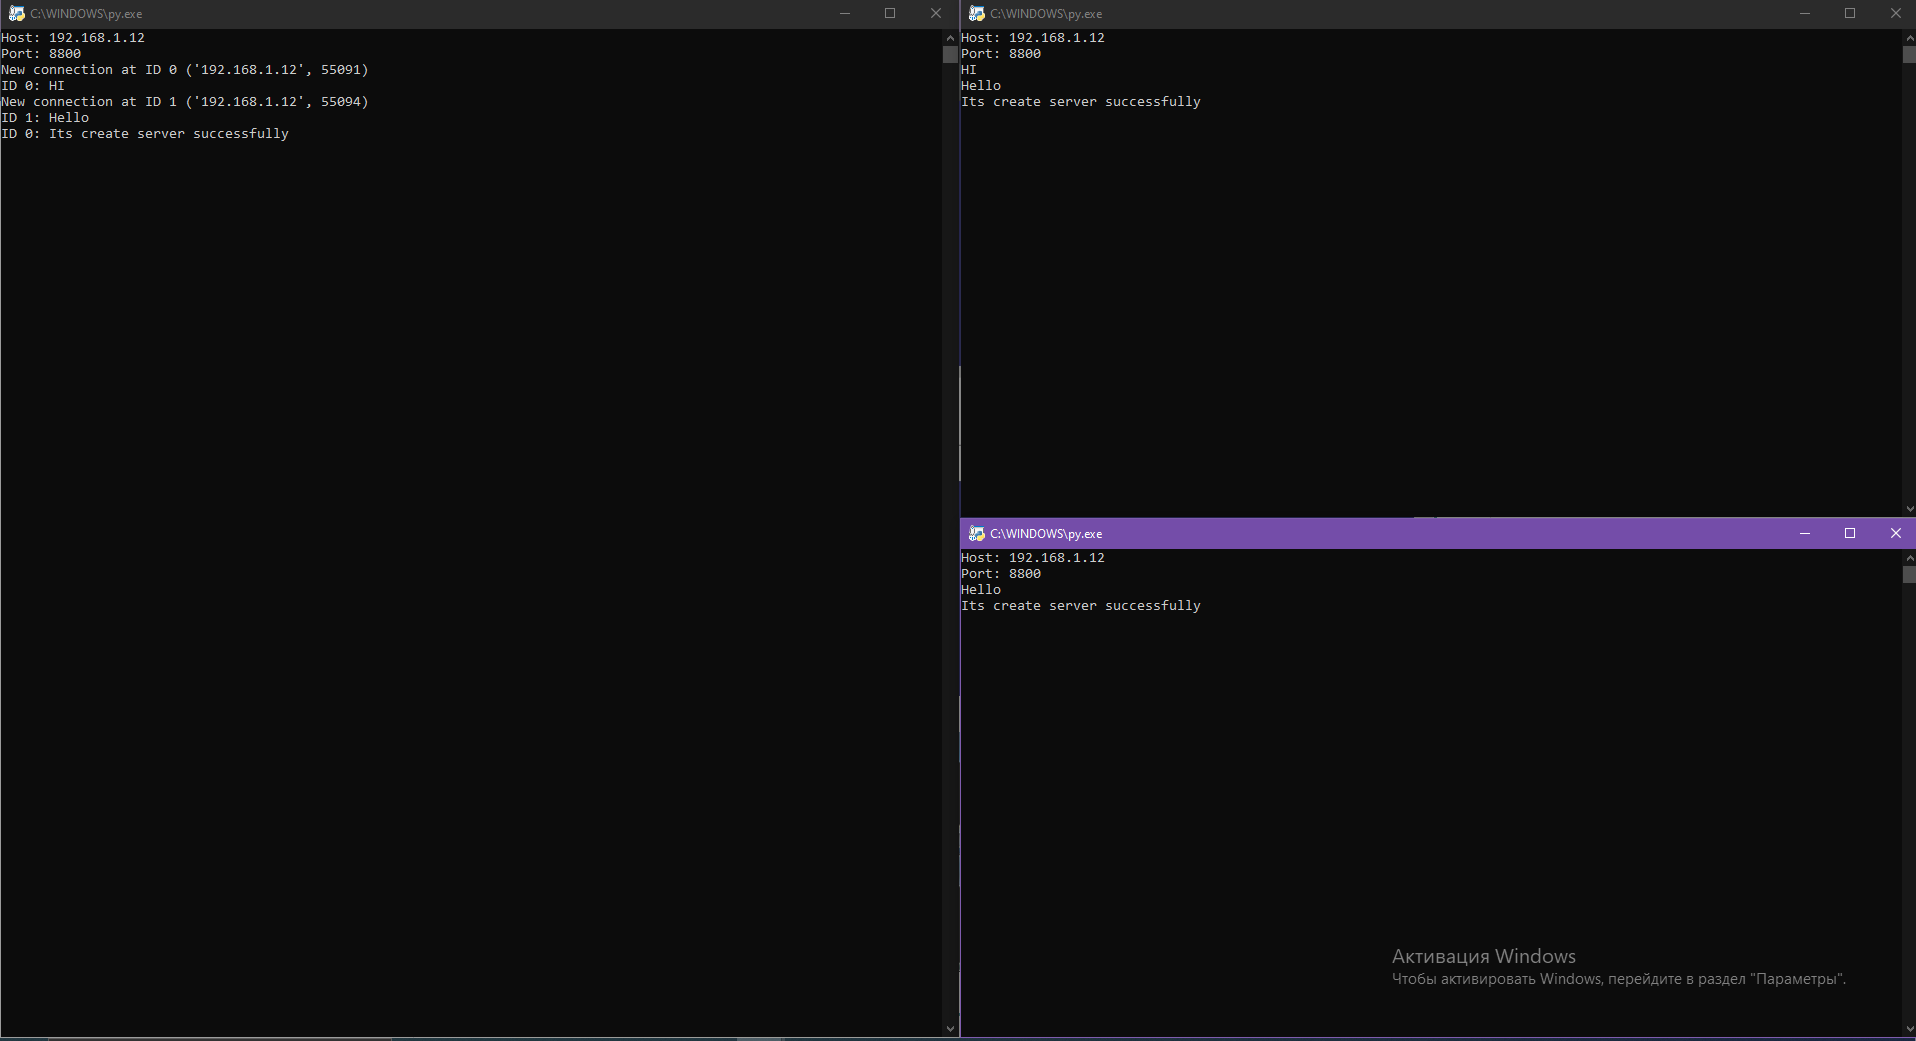 C:\WINDOWS\py.exe
Host: 192.168.1.12
Port: 8800
New connection at ID 0 ('192.168.1.12', 55091)
ID 0: HI
New connection at ID 1 ('192.168.1.12', 55094)
ID 1: Hello
ID 0: Its create server successfully
C:\WINDOWS\py.exe
Host: 192.168.1.12
Port: 8800
HI
Hello
Its create server successfully
C:\WINDOWS\py.exe
Host: 192.168.1.12
Port: 8800
Hello
Its create server successfully
Активация Windows
Чтобы активировать Windows, перейдите в раздел "Параметры".